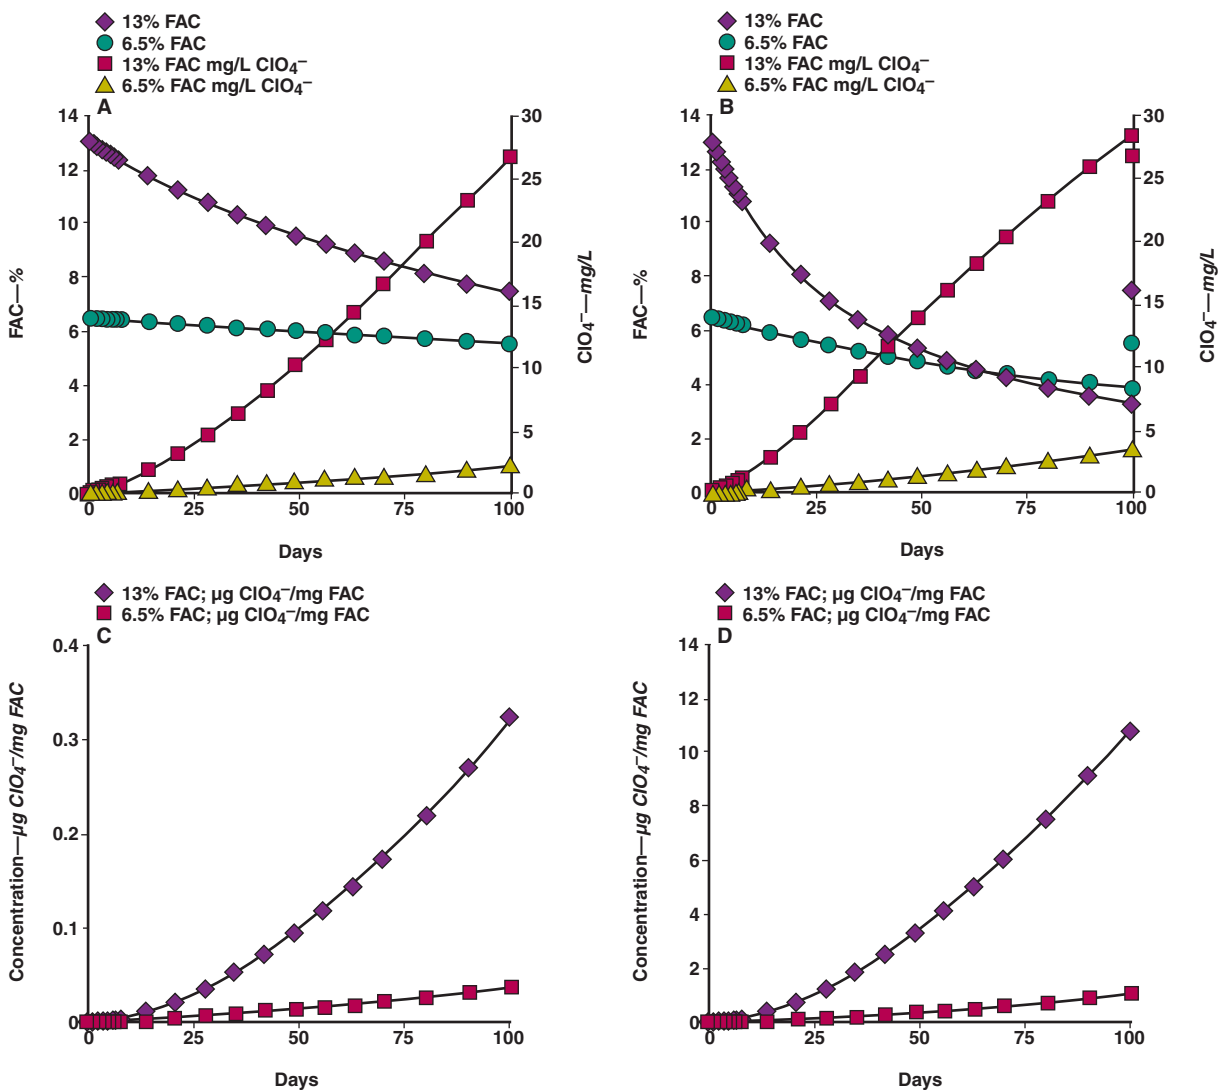 13% FAC
6.5% FAC
13% FAC mg/L ClO₄⁻
6.5% FAC mg/L ClO₄⁻
A
14
12
10
8
6
4
2
0
FAC—%
30
25
20
15
10
5
0
ClO₄⁻—mg/L
0 25 50 75 100
Days
13% FAC
6.5% FAC
13% FAC mg/L ClO₄⁻
6.5% FAC mg/L ClO₄⁻
B
14
12
10
8
6
4
2
0
FAC—%
30
25
20
15
10
5
0
ClO₄⁻—mg/L
0 25 50 75 100
Days
13% FAC; µg ClO₄⁻/mg FAC
6.5% FAC; µg ClO₄⁻/mg FAC
C
0.4
0.3
0.2
0.1
0
Concentration—µg ClO₄⁻/mg FAC
0 25 50 75 100
Days
13% FAC; µg ClO₄⁻/mg FAC
6.5% FAC; µg ClO₄⁻/mg FAC
D
14
12
10
8
6
4
2
0
Concentration—µg ClO₄⁻/mg FAC
0 25 50 75 100
Days